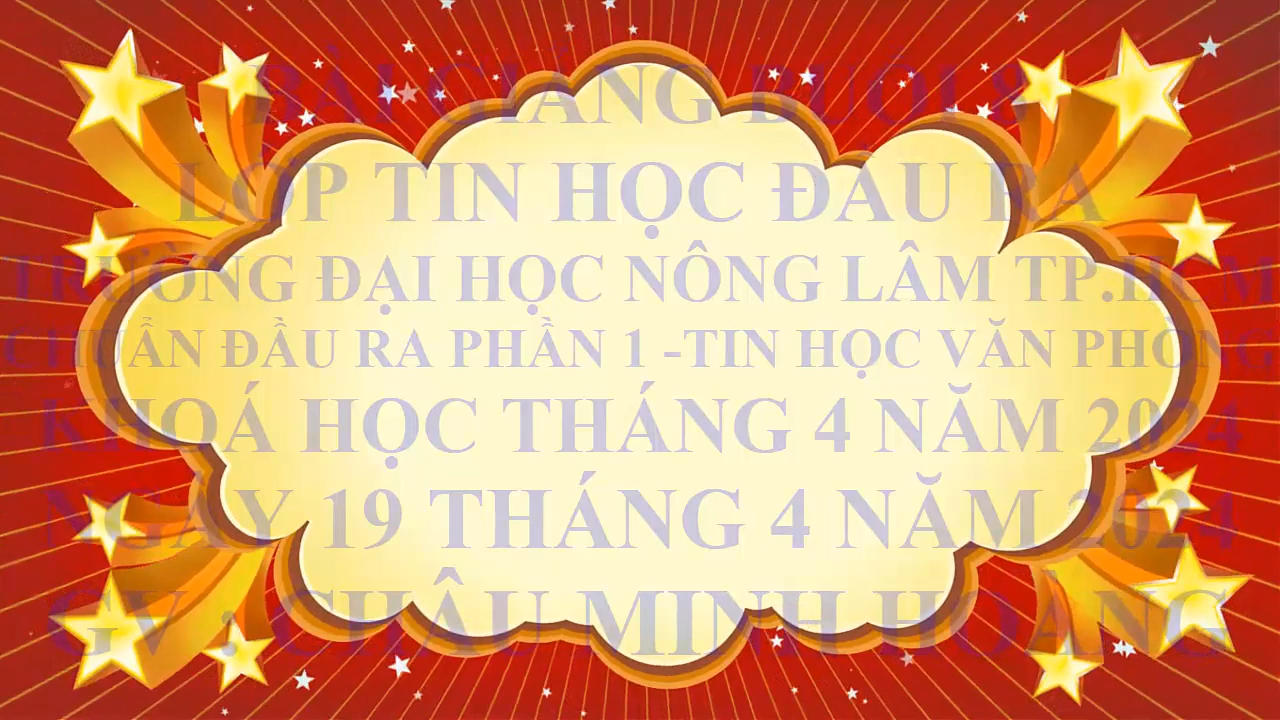 BÀI GIẢNG BUỔI 8
LỚP TIN HỌC ĐẦU RA
TRƯỜNG ĐẠI HỌC NÔNG LÂM TP.HCM
CHUẨN ĐẦU RA PHẦN 1 -TIN HỌC VĂN PHÒNG
KHOÁ HỌC THÁNG 4 NĂM 2024
NGÀY 19 THÁNG 4 NĂM 2024
GV : CHÂU MINH HOÀNG